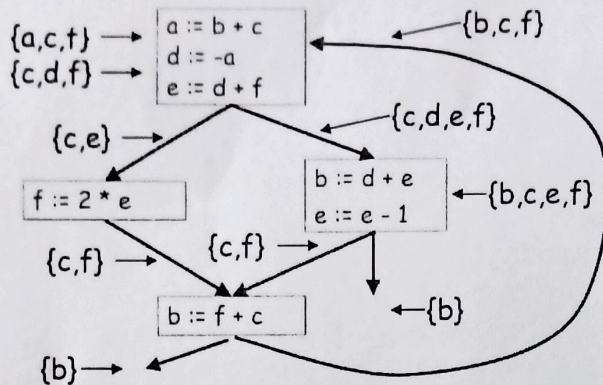 {b,c,f}
{a,c,f}
a := b + c
d := -a
{c,d,f}
e := d + f
{c,e}
{c,d,e,f}
f := 2 * e
b := d + e
e := e - 1
{b,c,e,f}
{c,f}
{c,f}
b := f + c
{b}
{b}